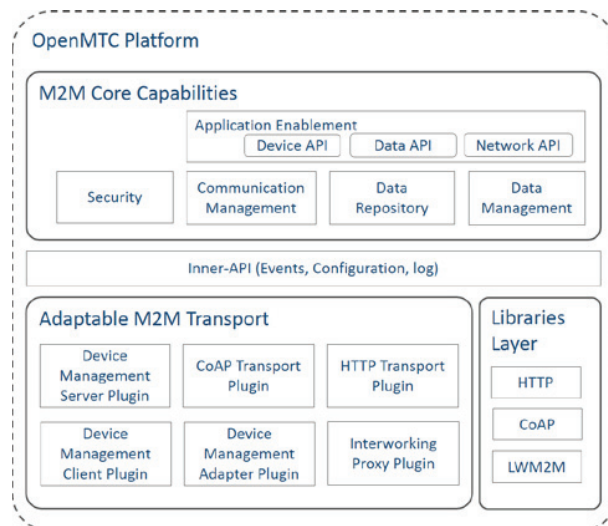 OpenMTC Platform
M2M Core Capabilities
Application Enablement
Device API
Data API
Network API
Security
Communication
Management
Data
Repository
Data
Management
Inner-API (Events, Configuration, log)
Adaptable M2M Transport
Device
Management
Server Plugin
CoAP Transport
Plugin
HTTP Transport
Plugin
Device
Management
Client Plugin
Device
Management
Adapter Plugin
Interworking
Proxy Plugin
Libraries
Layer
HTTP
CoAP
LWM2M